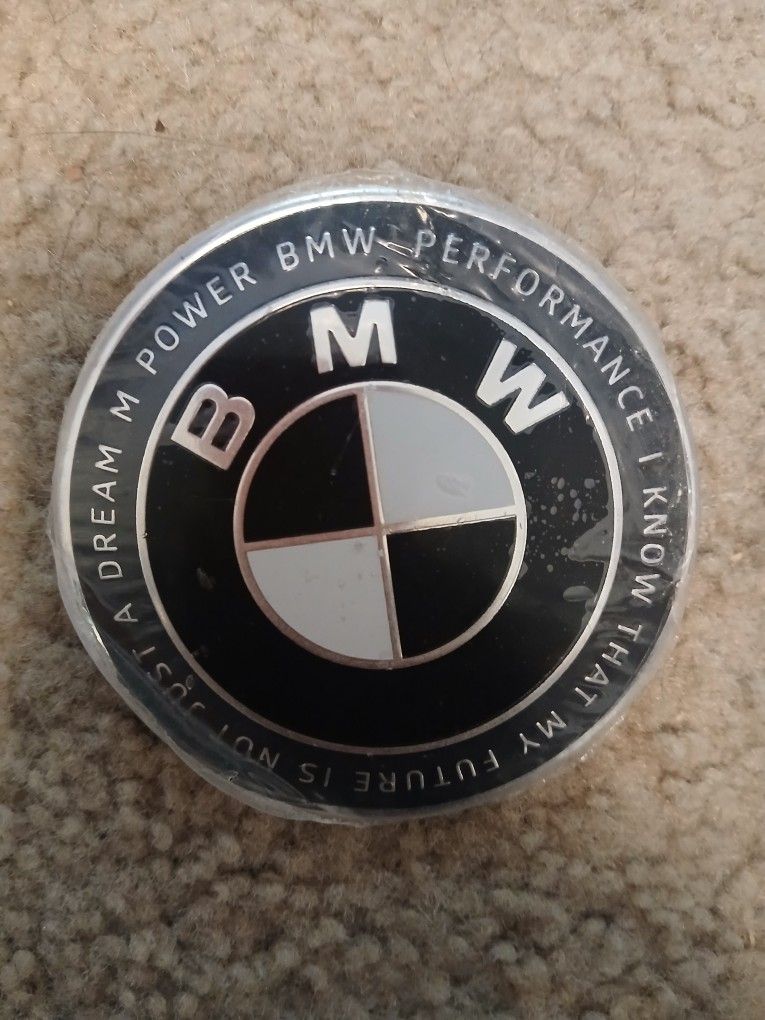 M POWER BMW PERFORMANCE I KNOW THAT MY FUTURE IS NOT JUST A DREAM
BMW